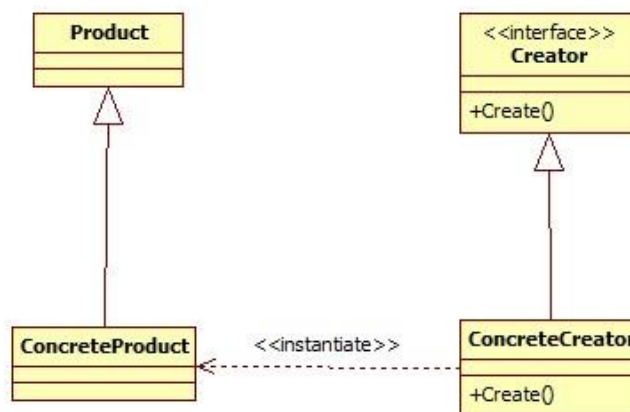 Product
<<interface>>
Creator
+Create()
ConcreteProduct
<<instantiate>>
ConcreteCreator
+Create()